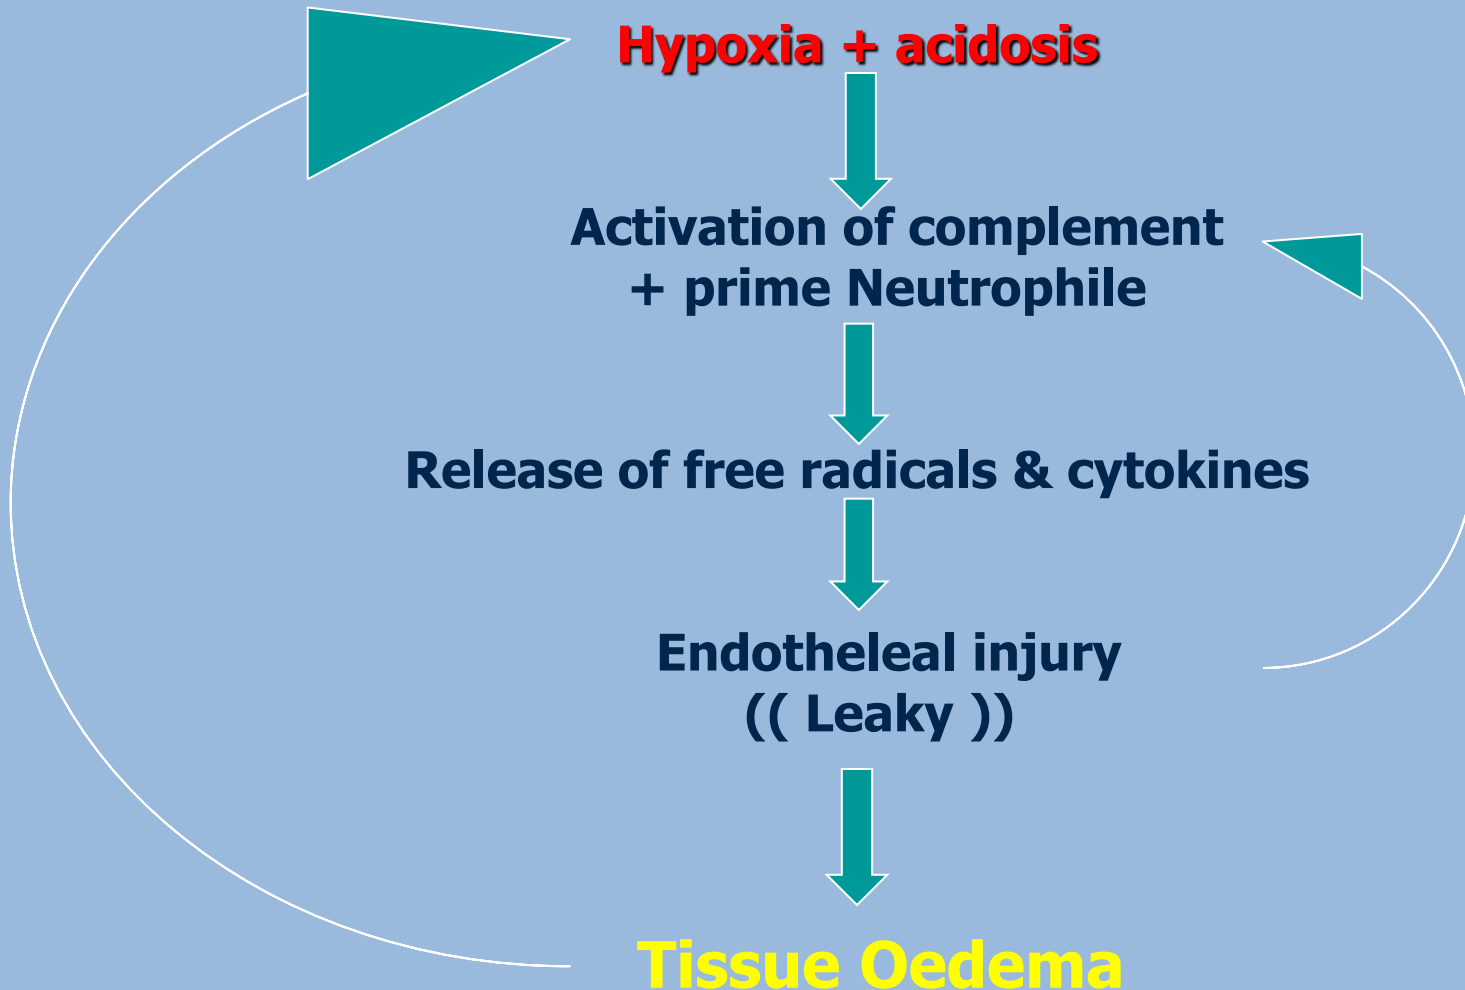 Hypoxia + acidosis
Activation of complement
+ prime Neutrophile
Release of free radicals & cytokines
Endotheleal injury
(( Leaky ))
Tissue Oedema